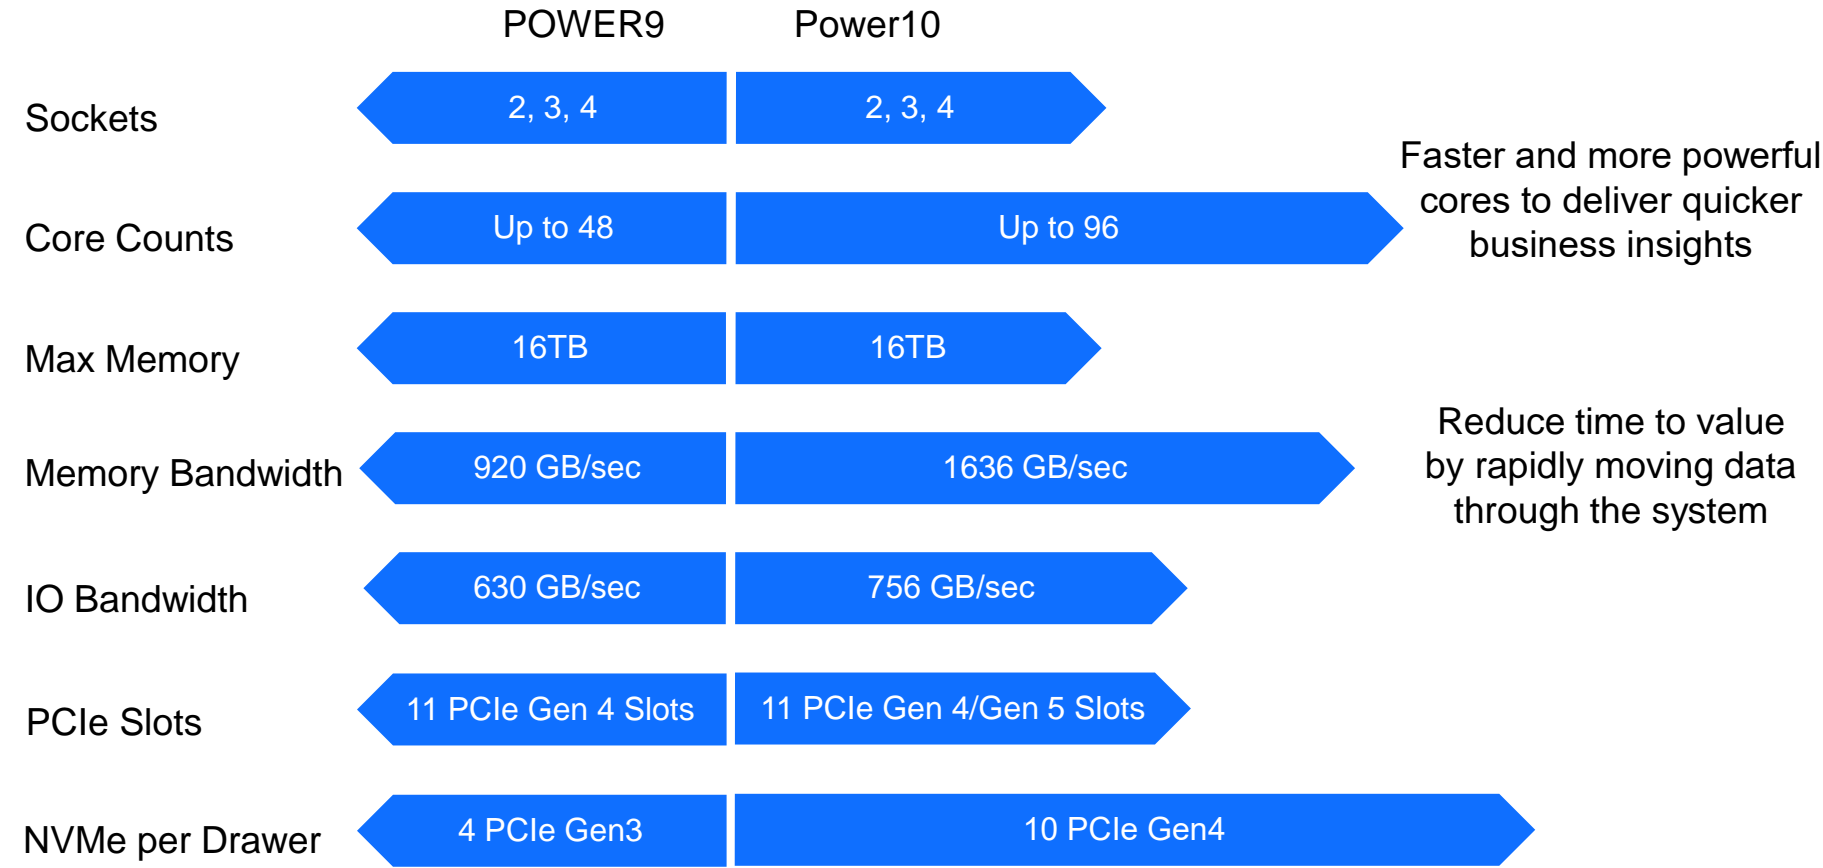 POWER9 Power10
Sockets 2, 3, 4 2, 3, 4
Core Counts Up to 48 Up to 96
Faster and more powerful
cores to deliver quicker
business insights
Max Memory 16TB 16TB
Memory Bandwidth 920 GB/sec 1636 GB/sec
Reduce time to value
by rapidly moving data
through the system
IO Bandwidth 630 GB/sec 756 GB/sec
PCIe Slots 11 PCIe Gen 4 Slots 11 PCIe Gen 4/Gen 5 Slots
NVMe per Drawer 4 PCIe Gen3 10 PCIe Gen4